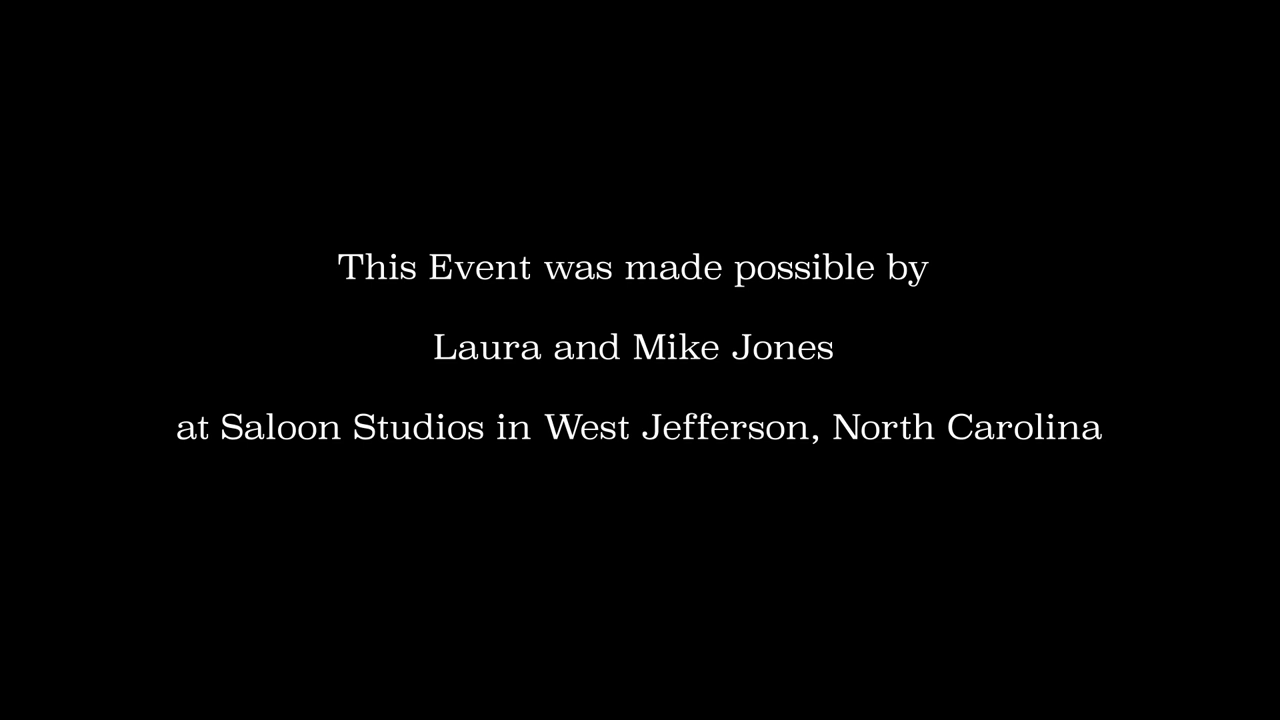 This Event was made possible by
Laura and Mike Jones
at Saloon Studios in West Jefferson, North Carolina